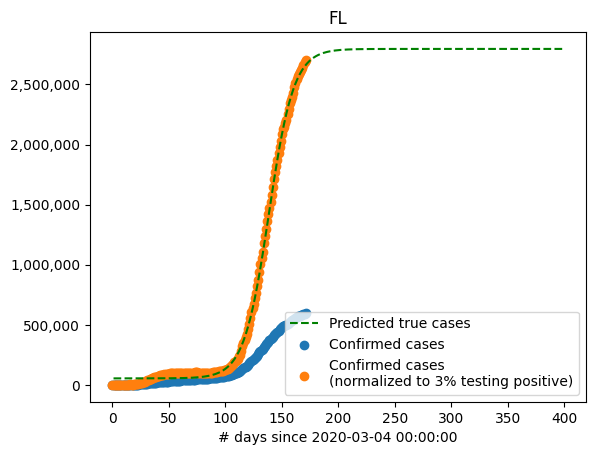 FL
2,500,000
2,000,000
1,500,000
1,000,000
500,000
0
Predicted true cases
Confirmed cases
Confirmed cases
(normalized to 3% testing positive)
0 50 100 150 200 250 300 350 400
# days since 2020-03-04 00:00:00